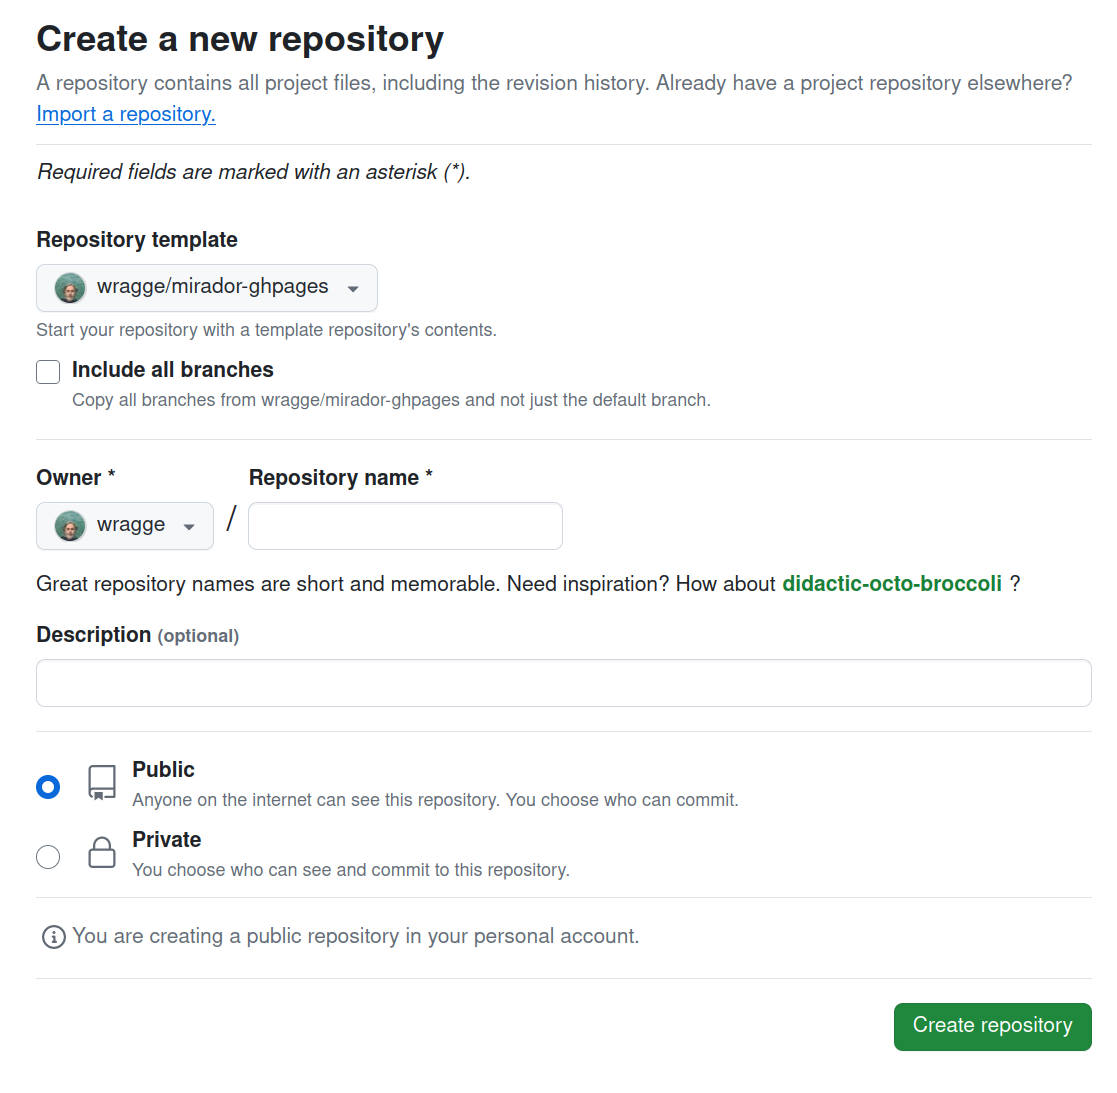 Create a new repository
A repository contains all project files, including the revision history. Already have a project repository elsewhere?
Import a repository.
Required fields are marked with an asterisk (*).
Repository template
wragge/mirador-ghpages
Start your repository with a template repository's contents.
Include all branches
Copy all branches from wragge/mirador-ghpages and not just the default branch.
Owner * Repository name *
wragge /
Great repository names are short and memorable. Need inspiration? How about didactic-octo-broccoli ?
Description (optional)
Public
Anyone on the internet can see this repository. You choose who can commit.
Private
You choose who can see and commit to this repository.
You are creating a public repository in your personal account.
Create repository